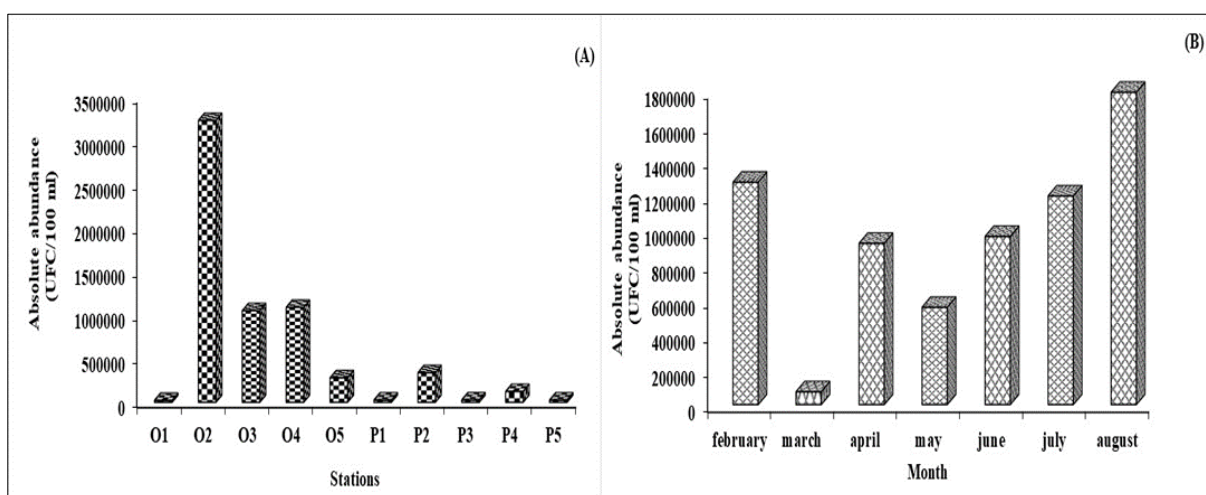 (A)
Absolute abundance
(UFC/100 ml)
3500000
3000000
2500000
2000000
1500000
1000000
500000
0
O1 O2 O3 O4 O5 P1 P2 P3 P4 P5
Stations
(B)
Absolute abundance
(UFC/100 ml)
1800000
1600000
1400000
1200000
1000000
800000
600000
400000
200000
0
february march april may june july august
Month